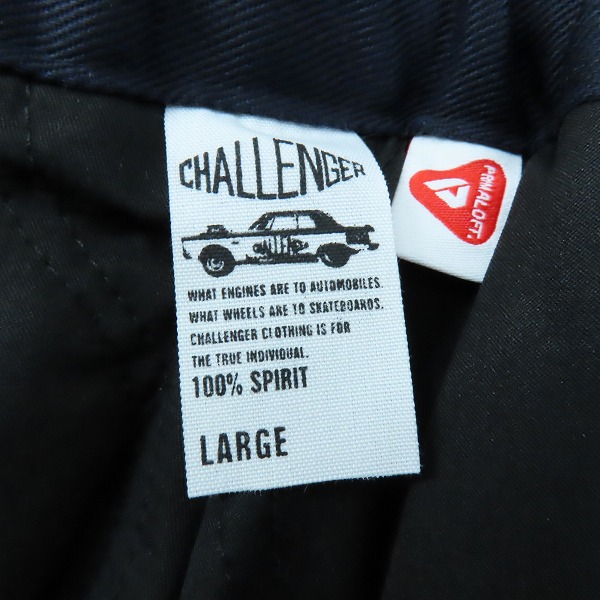 CHALLENGER
WHAT ENGINES ARE TO AUTOMOBILES.
WHAT WHEELS ARE TO SKATEBOARDS.
CHALLENGER CLOTHING IS FOR
THE TRUE INDIVIDUAL.
100% SPIRIT
LARGE
PRIMALOFT.